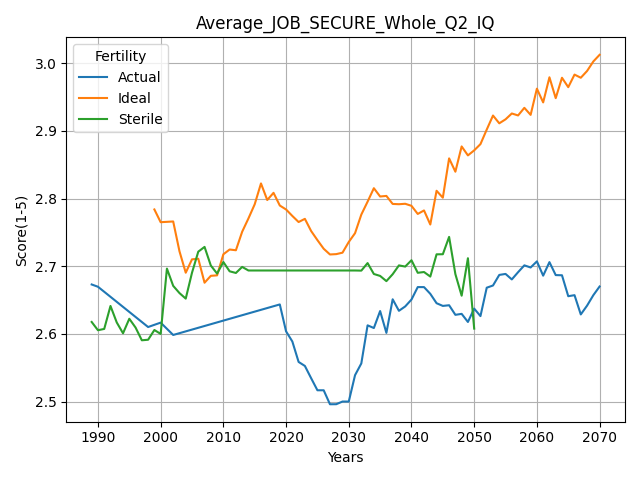 Average_JOB_SECURE_Whole_Q2_IQ
Fertility
Actual
Ideal
Sterile
Score(1-5)
3.0
2.9
2.8
2.7
2.6
2.5
1990 2000 2010 2020 2030 2040 2050 2060 2070
Years